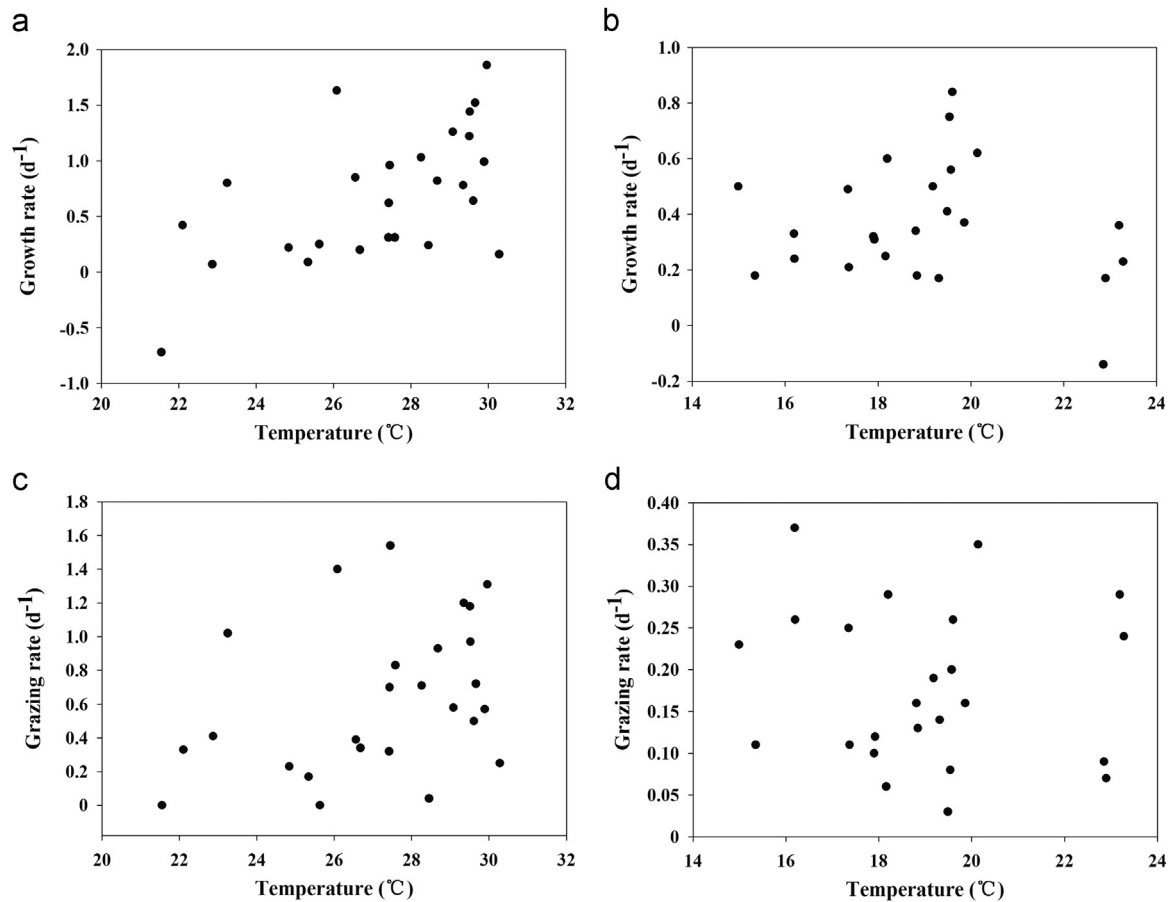 a
2.0
1.5
1.0
0.5
0
-0.5
-1.0
Growth rate (d⁻¹)
20 22 24 26 28 30 32
Temperature (℃)
b
1.0
0.8
0.6
0.4
0.2
0
-0.2
Growth rate (d⁻¹)
14 16 18 20 22 24
Temperature (℃)
c
1.8
1.6
1.4
1.2
1.0
0.8
0.6
0.4
0.2
0
Grazing rate (d⁻¹)
20 22 24 26 28 30 32
Temperature (℃)
d
0.40
0.35
0.30
0.25
0.20
0.15
0.10
0.05
0
Grazing rate (d⁻¹)
14 16 18 20 22 24
Temperature (℃)